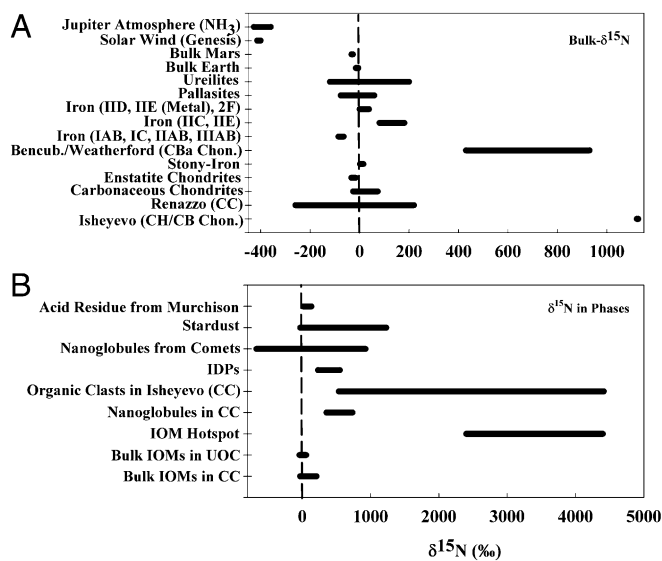 A
Bulk-δ15N
Jupiter Atmosphere (NH3)
Solar Wind (Genesis)
Bulk Mars
Bulk Earth
Ureilites
Pallasites
Iron (IID, IIE (Metal), 2F)
Iron (IIC, IIE)
Iron (IAB, IC, IIAB, IIIAB)
Bencub./Weatherford (CBa Chon.)
Stony-Iron
Enstatite Chondrites
Carbonaceous Chondrites
Renazzo (CC)
Isheyevo (CH/CB Chon.)
-400 -200 0 200 400 600 800 1000
B
δ15N in Phases
Acid Residue from Murchison
Stardust
Nanoglobules from Comets
IDPs
Organic Clasts in Isheyevo (CC)
Nanoglobules in CC
IOM Hotspot
Bulk IOMs in UOC
Bulk IOMs in CC
0 1000 2000 3000 4000 5000
δ15N (‰)